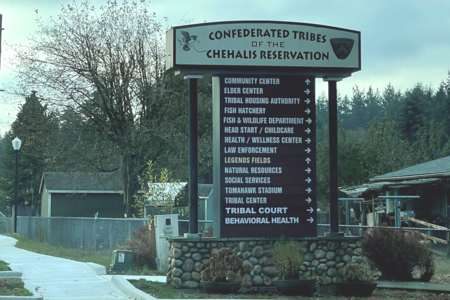 CONFEDERATED TRIBES
OF THE
CHEHALIS RESERVATION
COMMUNITY CENTER
ELDER CENTER
TRIBAL HOUSING AUTHORITY
FISH HATCHERY
FISH & WILDLIFE DEPARTMENT
HEAD START / CHILDCARE
HEALTH / WELLNESS CENTER
LAW ENFORCEMENT
LEGENDS FIELDS
NATURAL RESOURCES
SOCIAL SERVICES
TOMAHAWK STADIUM
TRIBAL CENTER
TRIBAL COURT
BEHAVIORAL HEALTH